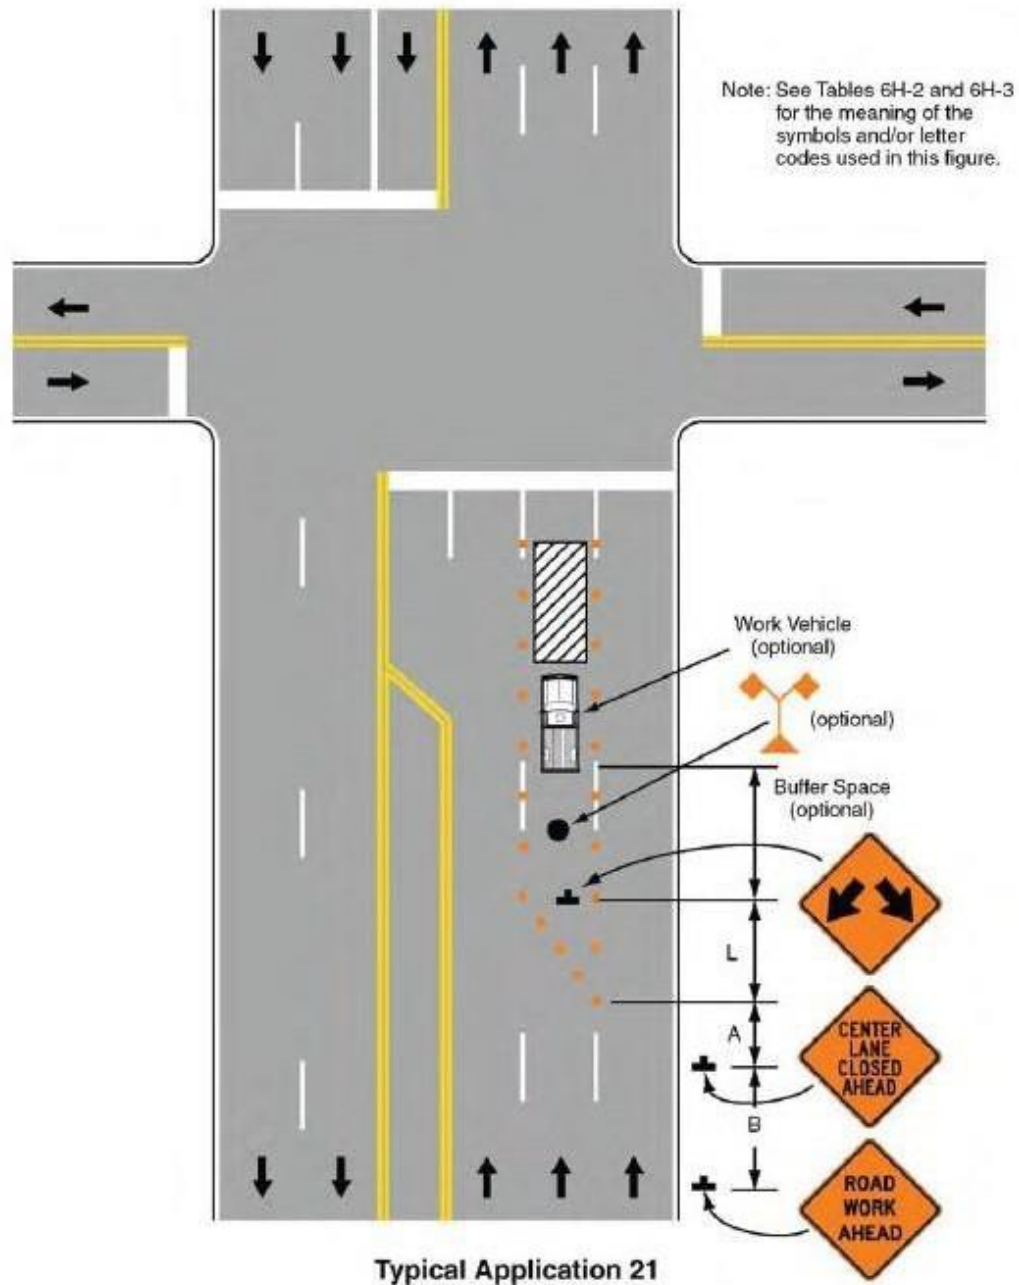 Note: See Tables 6H-2 and 6H-3
for the meaning of the
symbols and/or letter
codes used in this figure.
Work Vehicle
(optional)
(optional)
Buffer Space
(optional)
L
A
CENTER
LANE
CLOSED
AHEAD
B
ROAD
WORK
AHEAD
Typical Application 21